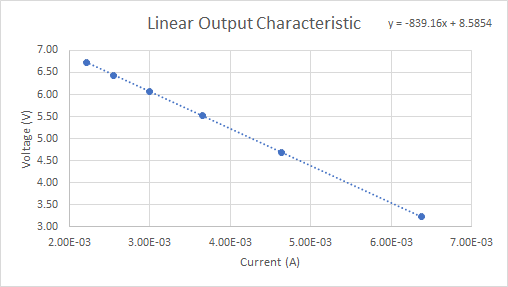 Linear Output Characteristic
y = -839.16x + 8.5854
7.00
6.50
6.00
5.50
5.00
4.50
4.00
3.50
3.00
Voltage (V)
2.00E-03 3.00E-03 4.00E-03 5.00E-03 6.00E-03 7.00E-03
Current (A)